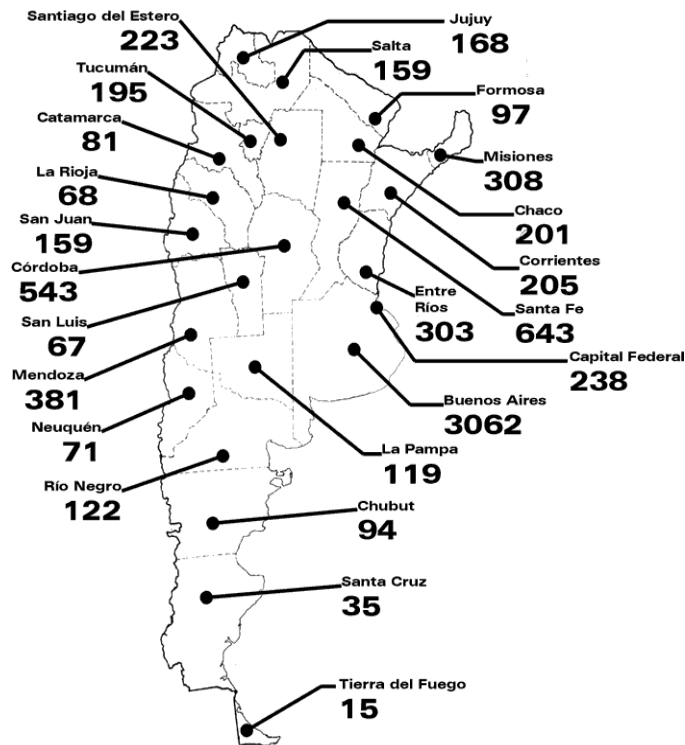 Santiago del Estero
223
Jujuy
168
Salta
159
Tucumán
195
Formosa
97
Catamarca
81
Misiones
308
La Rioja
68
Chaco
201
San Juan
159
Corrientes
205
Córdoba
543
Entre
Ríos
303
Santa Fe
643
San Luis
67
Capital Federal
238
Mendoza
381
Buenos Aires
3062
Neuquén
71
La Pampa
119
Río Negro
122
Chubut
94
Santa Cruz
35
Tierra del Fuego
15